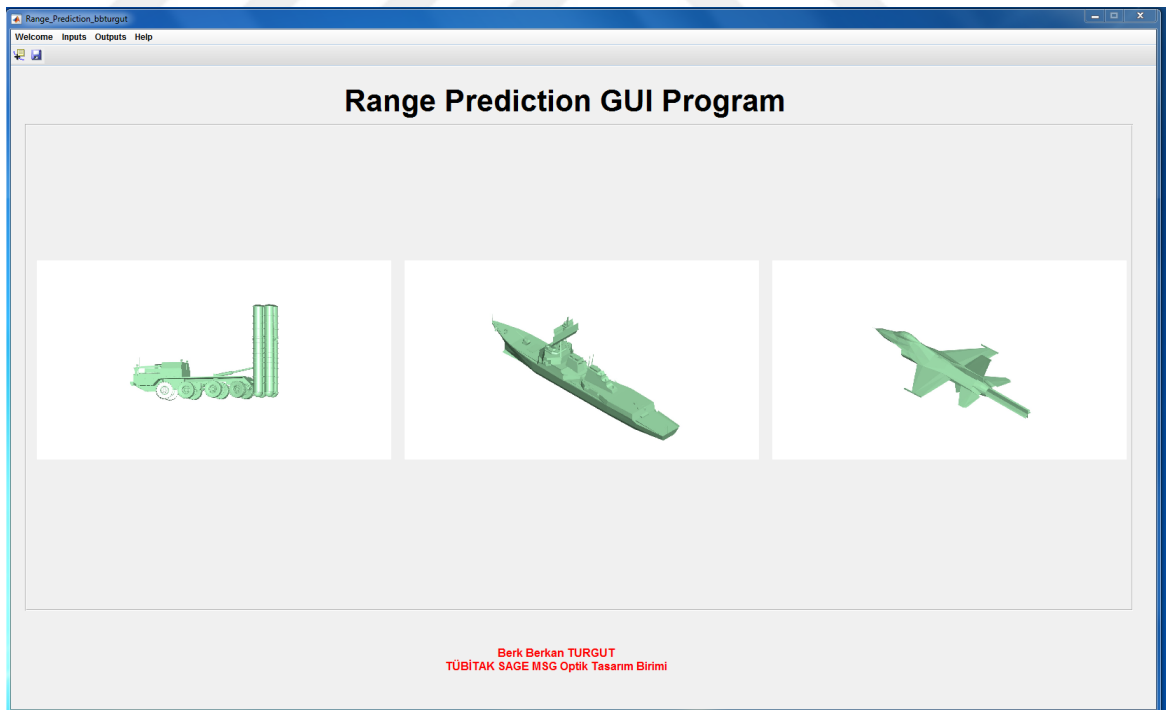 Range_Prediction_bbturgut
Welcome Inputs Outputs Help
Range Prediction GUI Program
Berk Berkan TURGUT
TÜBİTAK SAGE MSG Optik Tasarım Birimi